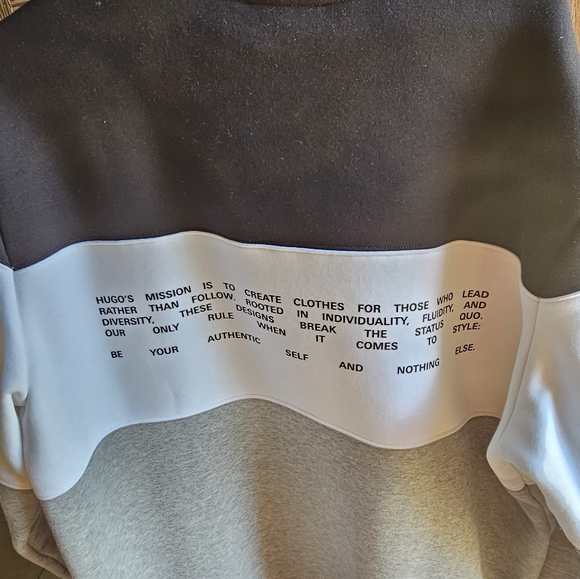 HUGO'S MISSION IS TO CREATE CLOTHES FOR THOSE WHO LEAD
RATHER THAN FOLLOW. ROOTED IN INDIVIDUALITY, FLUIDITY, AND
DIVERSITY, THESE DESIGNS BREAK THE STATUS QUO.
OUR ONLY RULE WHEN IT COMES TO STYLE:
BE YOUR AUTHENTIC SELF AND NOTHING ELSE.